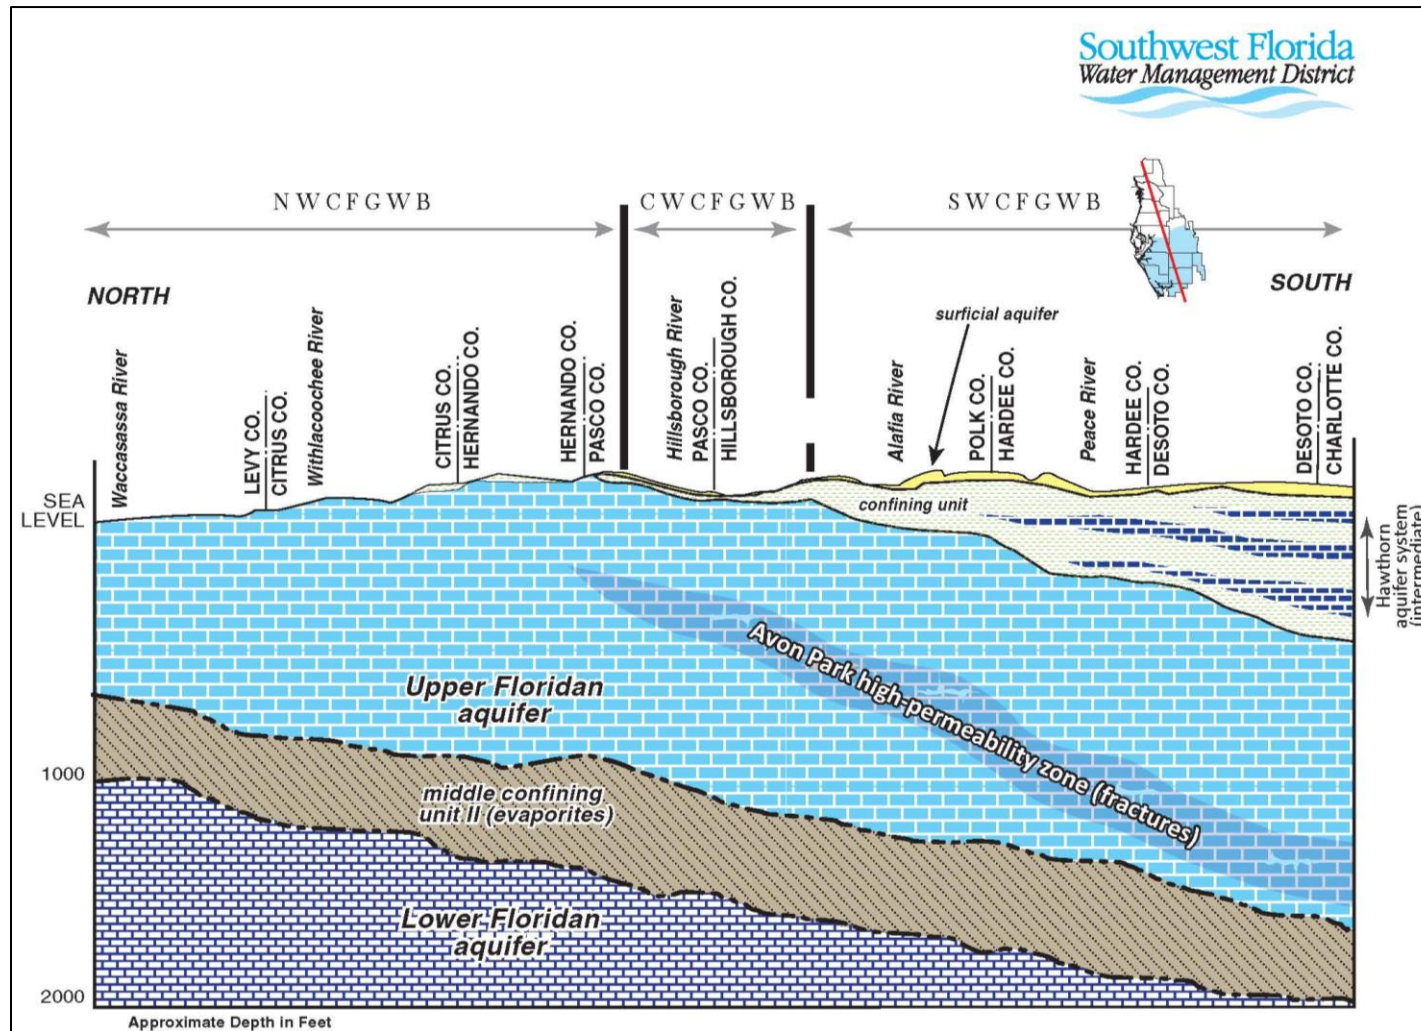 Southwest Florida
Water Management District
NWCFGWB
CWCFGWB
SWCFGWB
NORTH
SOUTH
surficial aquifer
Waccasassa River
LEVY CO.
CITRUS CO.
Withlacoochee River
CITRUS CO.
HERNANDO CO.
HERNANDO CO.
PASCO CO.
Hillsborough River
PASCO CO.
HILLSBOROUGH CO.
Alafia River
POLK CO.
HARDEE CO.
Peace River
HARDEE CO.
DESOTO CO.
DESOTO CO.
CHARLOTTE CO.
SEA
LEVEL
confining unit
Hawthorn
aquifer system
(intermediate)
Avon Park high-permeability zone (fractures)
Upper Floridan
aquifer
1000
middle confining
unit II (evaporites)
Lower Floridan
aquifer
2000
Approximate Depth in Feet